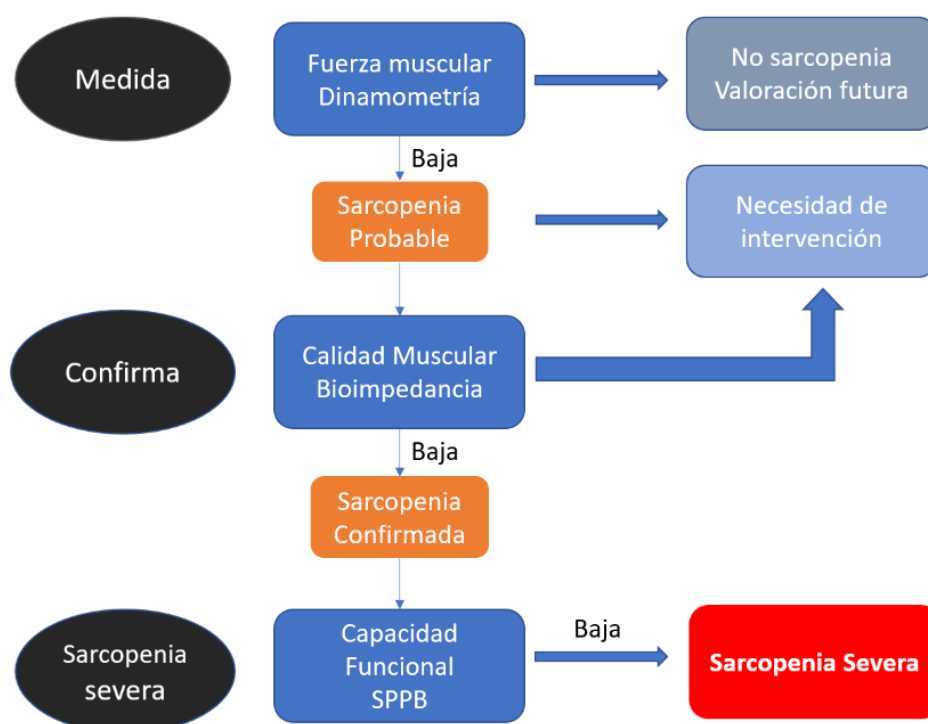 Medida
Fuerza muscular
Dinamometría
No sarcopenia
Valoración futura
Baja
Sarcopenia
Probable
Necesidad de
intervención
Confirma
Calidad Muscular
Bioimpedancia
Baja
Sarcopenia
Confirmada
Sarcopenia
severa
Capacidad
Funcional
SPPB
Baja
Sarcopenia Severa